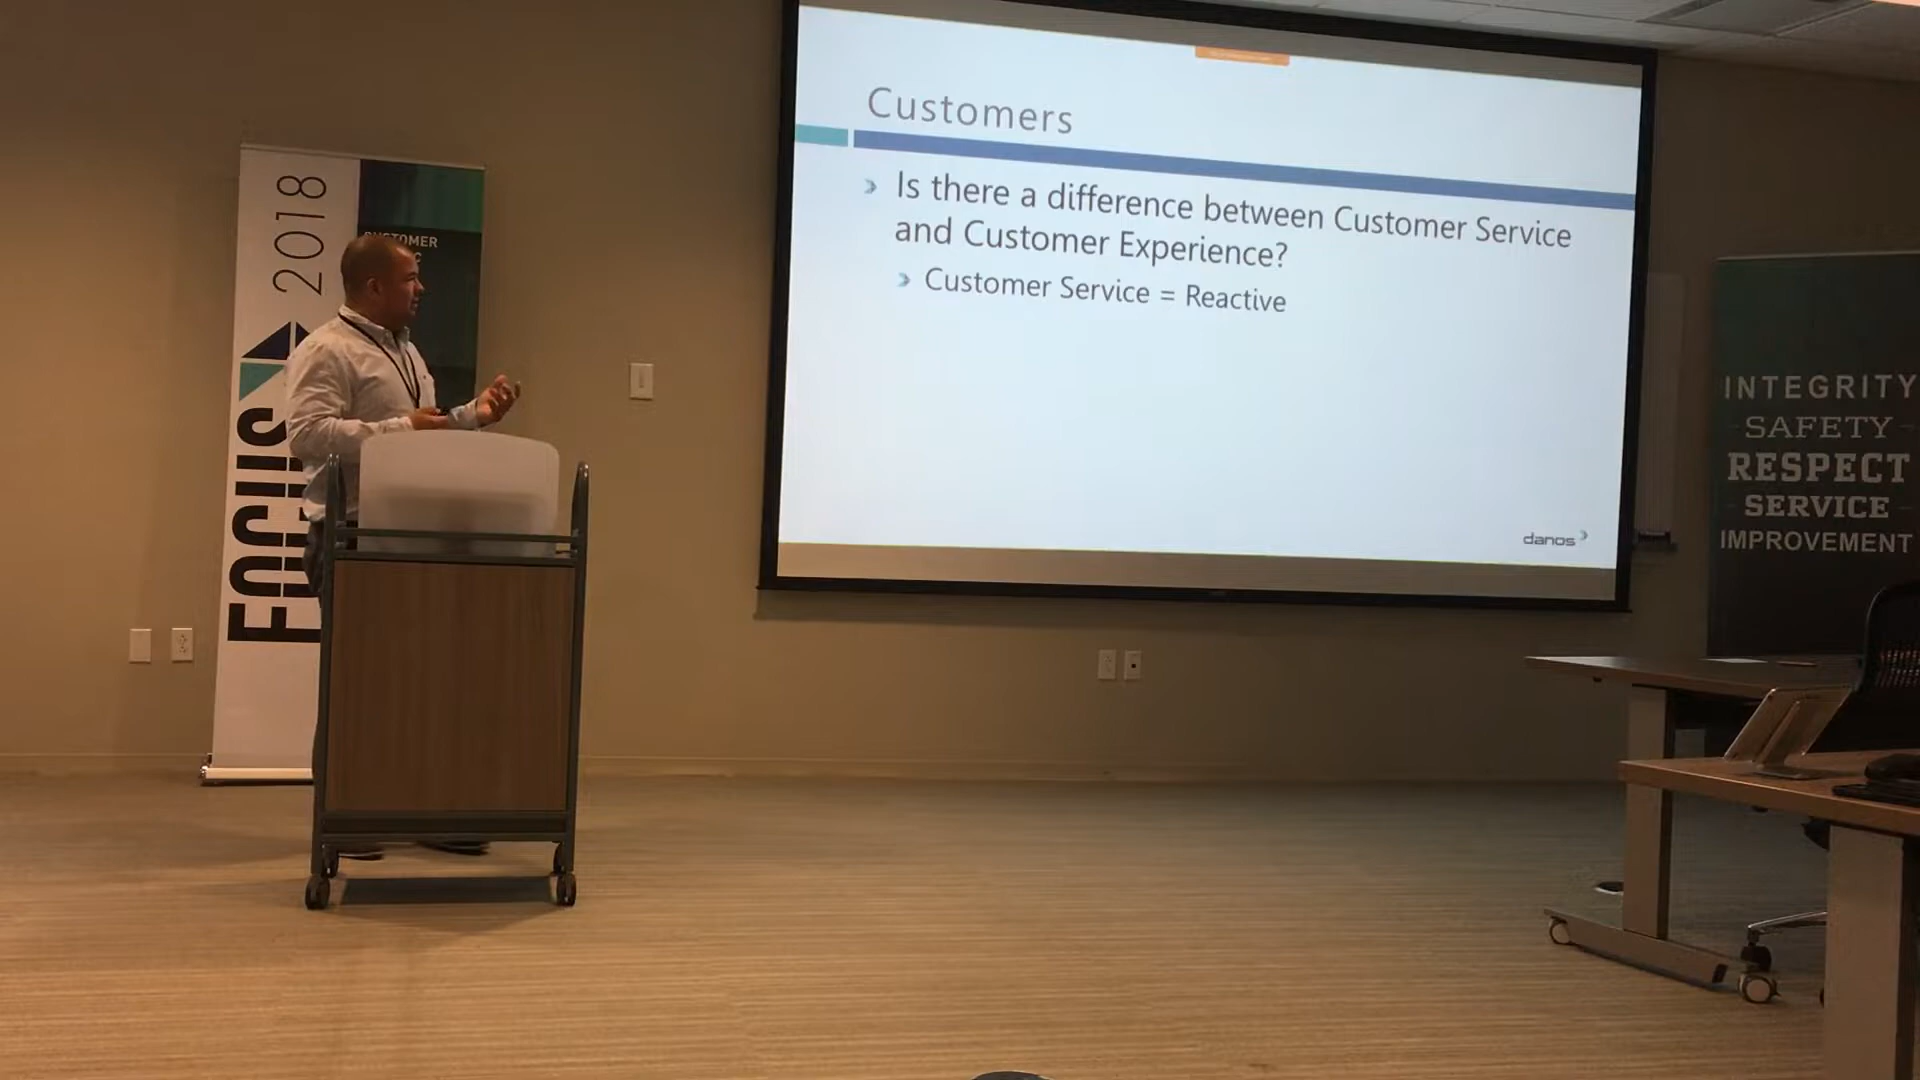 Customers
Is there a difference between Customer Service
and Customer Experience?
Customer Service = Reactive
danos
FOCUS 2018
INTEGRITY
SAFETY
RESPECT
SERVICE
IMPROVEMENT